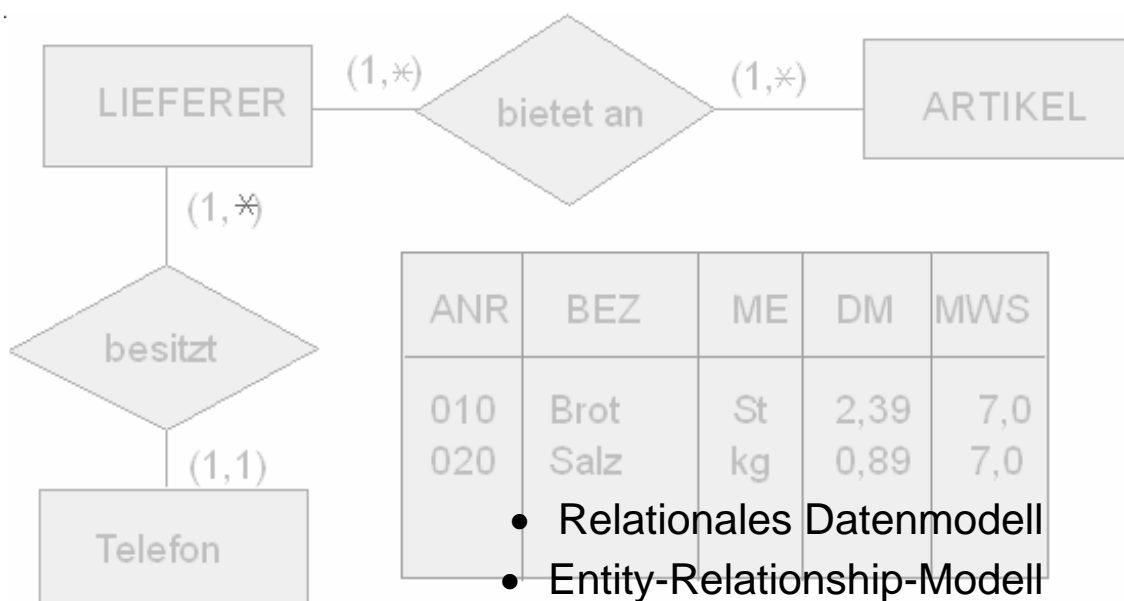 (1,*) (1,*)
LIEFERER bietet an ARTIKEL
(1,*)
besitzt
(1,1)
Telefon
ANR BEZ ME DM MWS
010 Brot St 2,39 7,0
020 Salz kg 0,89 7,0
• Relationales Datenmodell
• Entity-Relationship-Modell